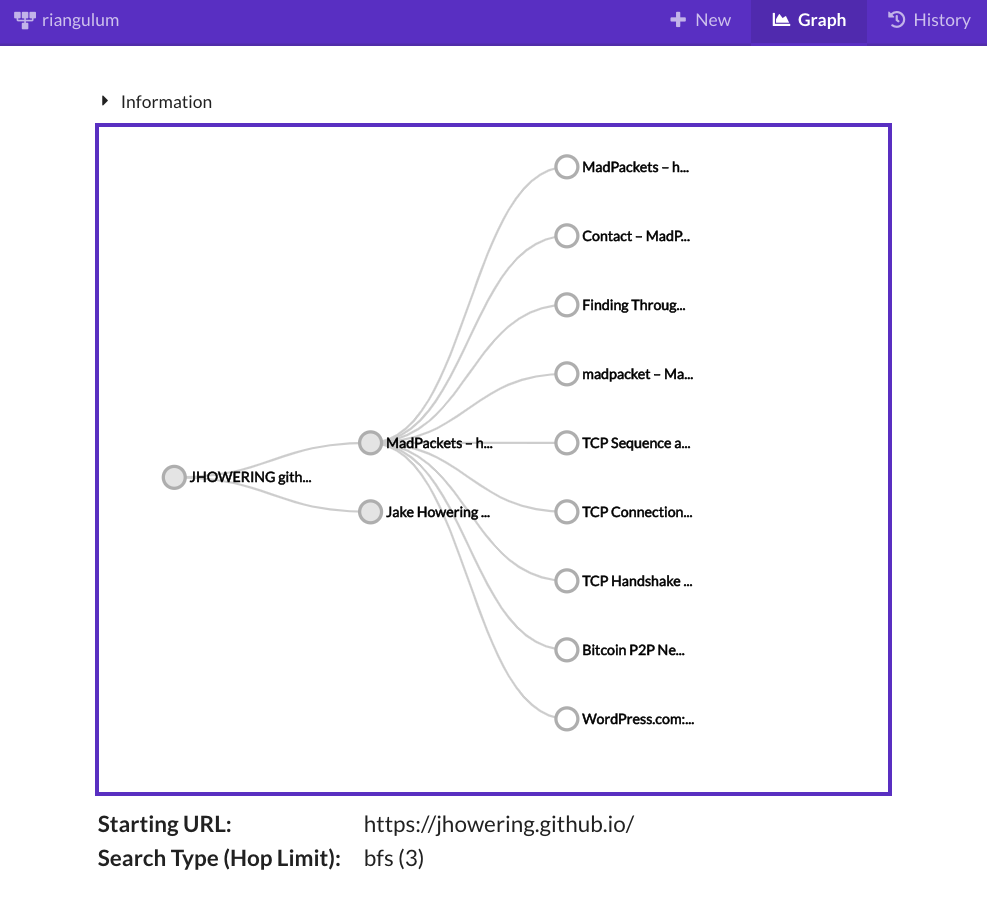 riangulum
New
Graph
History
Information
MadPackets – h...
Contact – MadP...
Finding Throug...
madpacket – Ma...
MadPackets – h...
TCP Sequence a...
JHOWERING gith...
Jake Howering ...
TCP Connection...
TCP Handshake ...
Bitcoin P2P Ne...
WordPress.com:...
Starting URL: https://jhowering.github.io/
Search Type (Hop Limit): bfs (3)